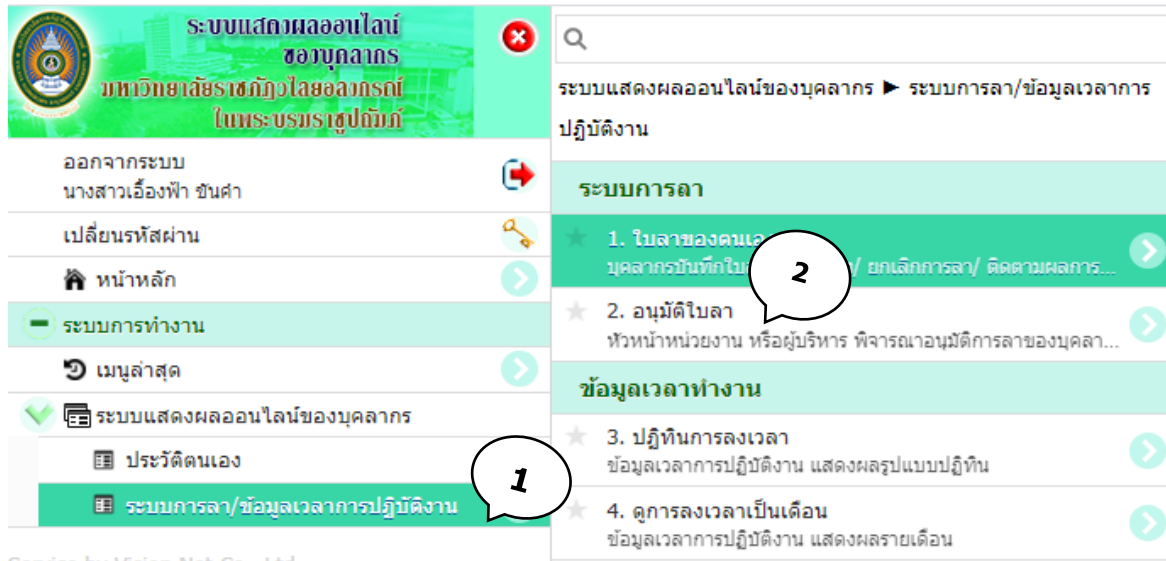 ระบบแสดงผลออนไลน์
ของบุคลากร
มหาวิทยาลัยราชภัฏวไลยอลงกรณ์
ในพระบรมราชูปถัมภ์
ออกจากระบบ
นางสาวเอื้องฟ้า ขันคำ
เปลี่ยนรหัสผ่าน
หน้าหลัก
ระบบการทำงาน
เมนูล่าสุด
ระบบแสดงผลออนไลน์ของบุคลากร
ประวัติตนเอง
ระบบการลา/ข้อมูลเวลาการปฏิบัติงาน
1
ระบบแสดงผลออนไลน์ของบุคลากร ► ระบบการลา/ข้อมูลเวลาการ
ปฏิบัติงาน
ระบบการลา
1. ใบลาของตนเอ
บุคลากรบันทึกใบ / ยกเลิกการลา/ ติดตามผลการ...
2
2. อนุมัติใบลา
หัวหน้าหน่วยงาน หรือผู้บริหาร พิจารณาอนุมัติการลาของบุคลา...
ข้อมูลเวลาทำงาน
3. ปฏิทินการลงเวลา
ข้อมูลเวลาการปฏิบัติงาน แสดงผลรูปแบบปฏิทิน
4. ดูการลงเวลาเป็นเดือน
ข้อมูลเวลาการปฏิบัติงาน แสดงผลรายเดือน